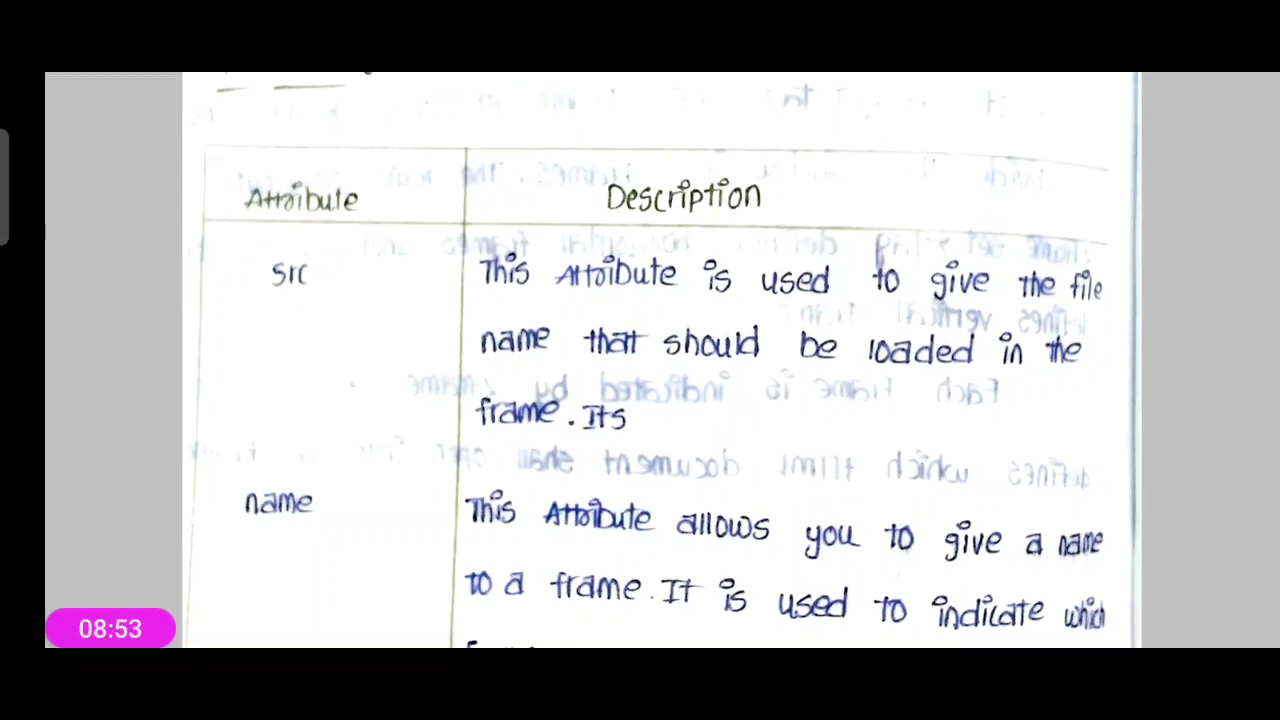 Attribute Description
src This Attribute is used to give the file
name that should be loaded in the
frame. Its
name This Attribute allows you to give a name
to a frame. It is used to indicate which
08:53